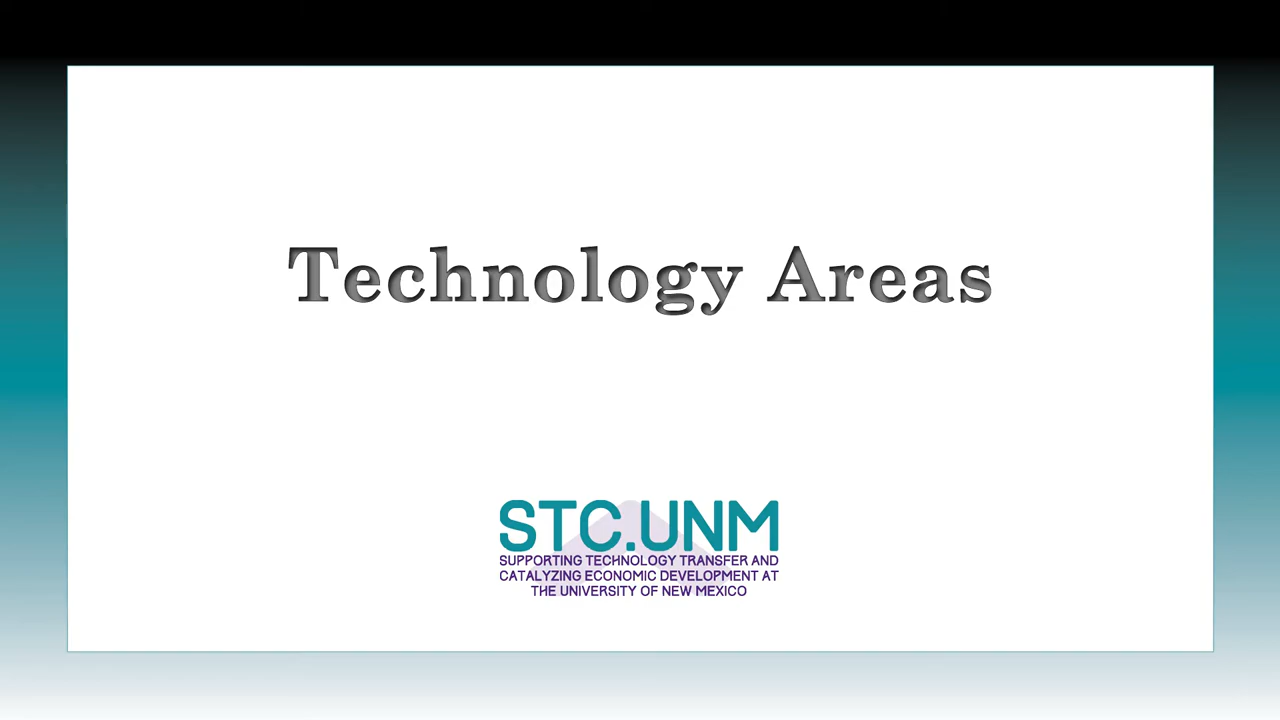 Technology Areas
STC.UNM
SUPPORTING TECHNOLOGY TRANSFER AND
CATALYZING ECONOMIC DEVELOPMENT AT
THE UNIVERSITY OF NEW MEXICO